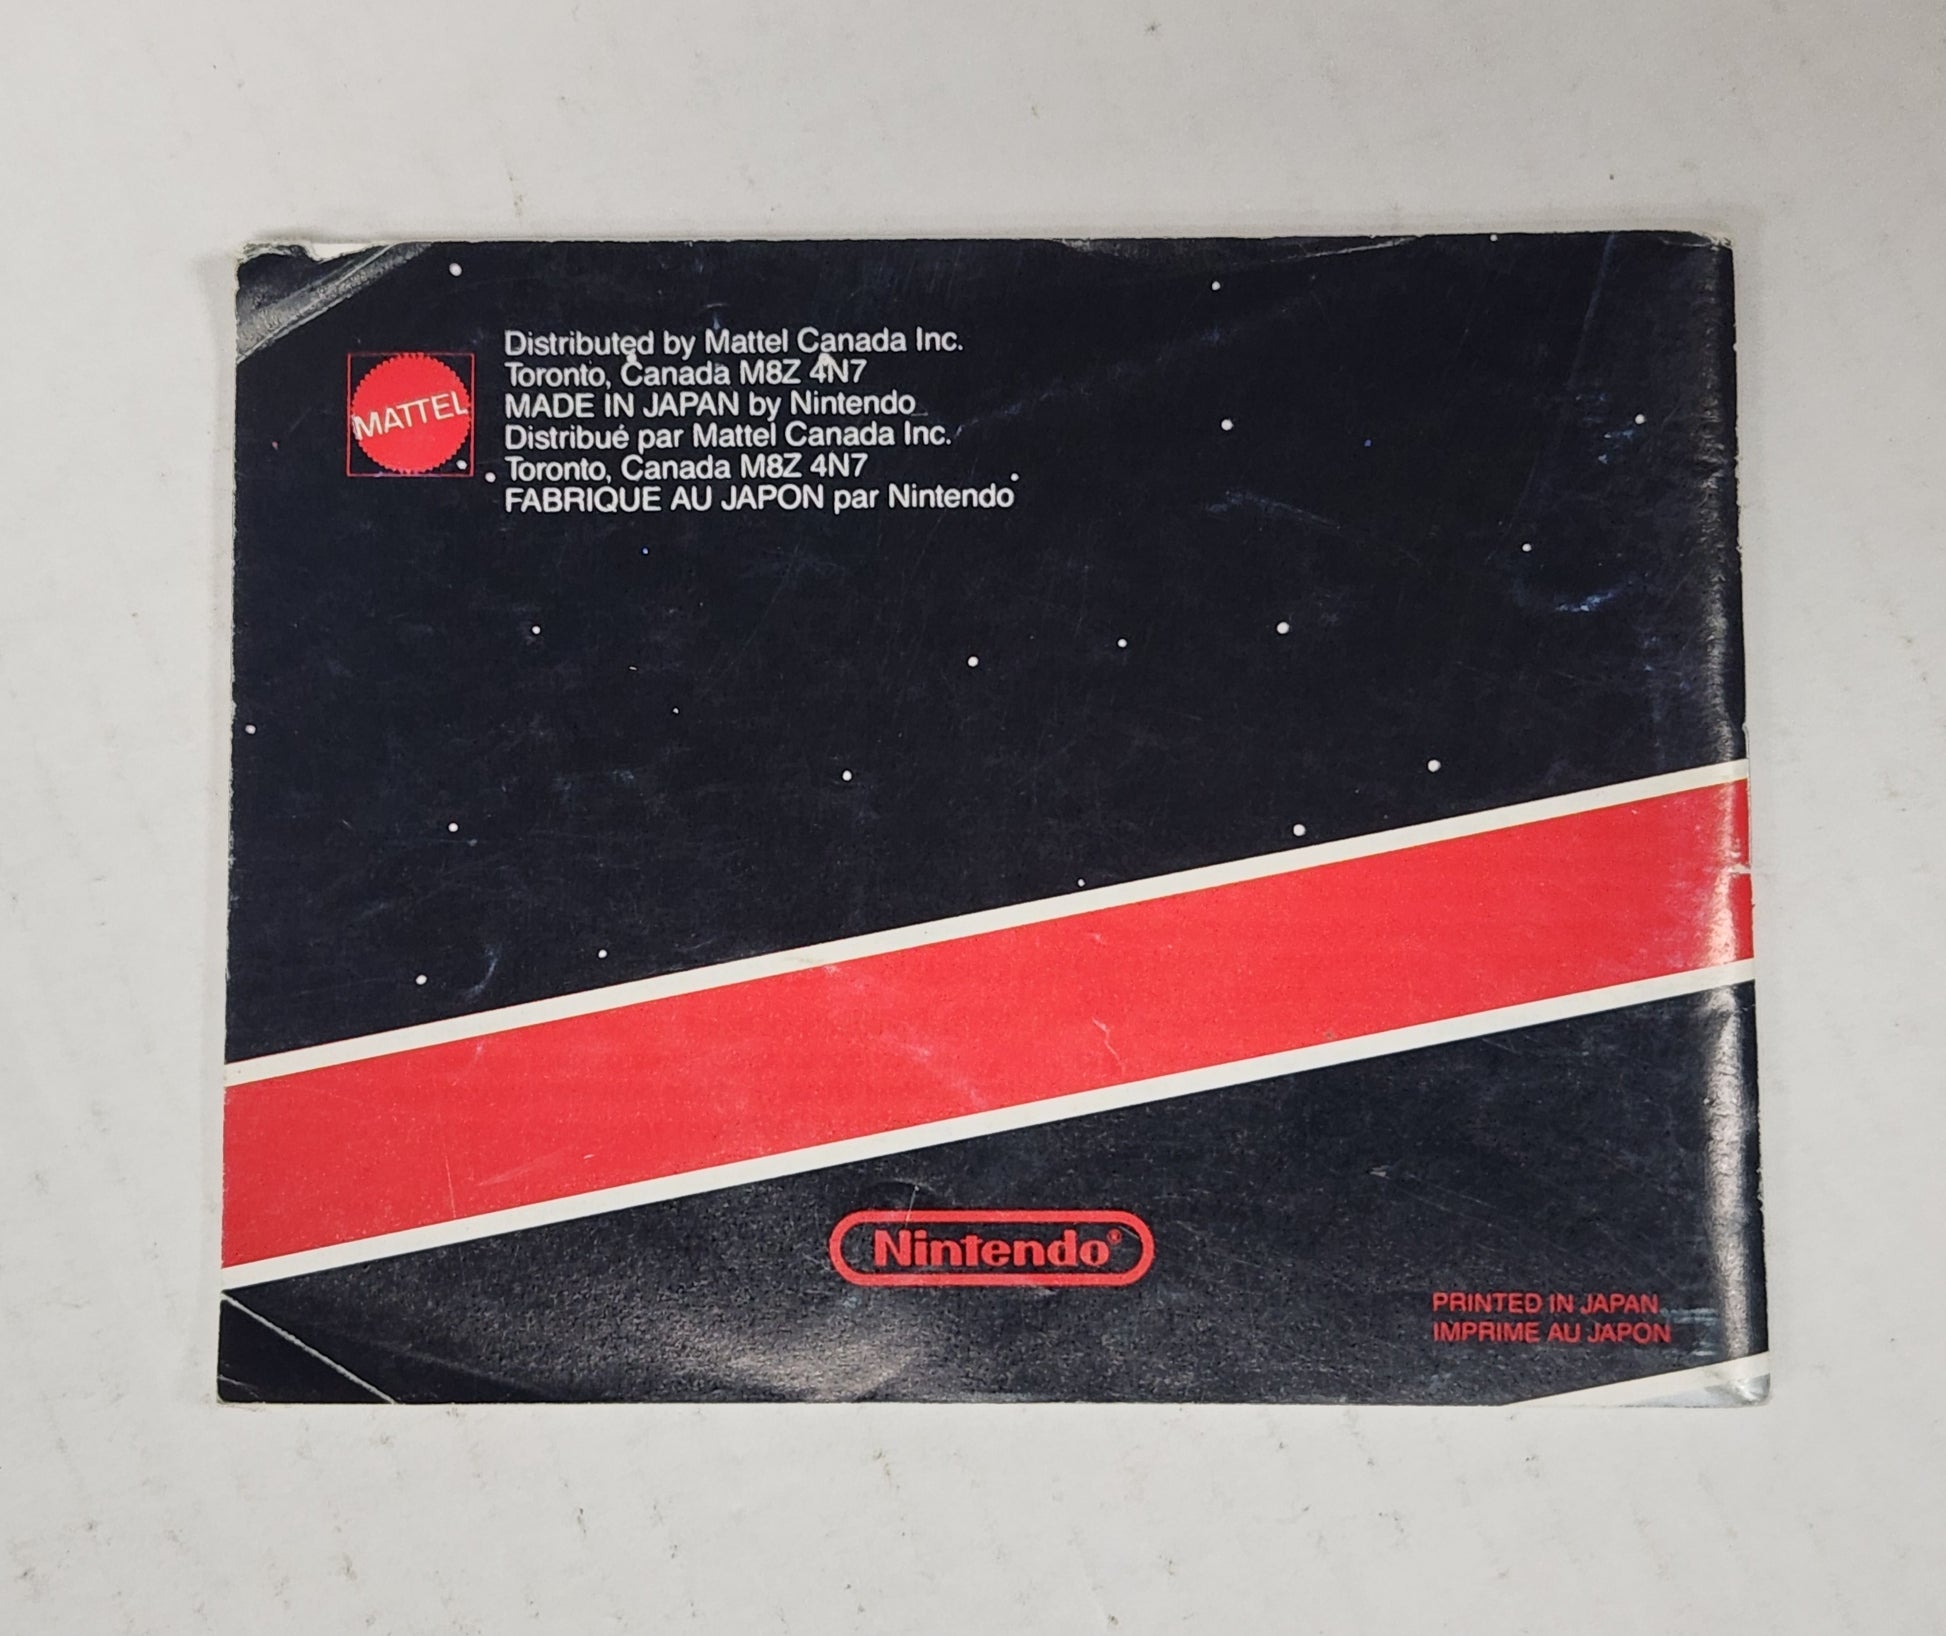 MATTEL
Distributed by Mattel Canada Inc.
Toronto, Canada M8Z 4N7
MADE IN JAPAN by Nintendo
Distribué par Mattel Canada Inc.
Toronto, Canada M8Z 4N7
FABRIQUE AU JAPON par Nintendo
Nintendo®
PRINTED IN JAPAN
IMPRIME AU JAPON